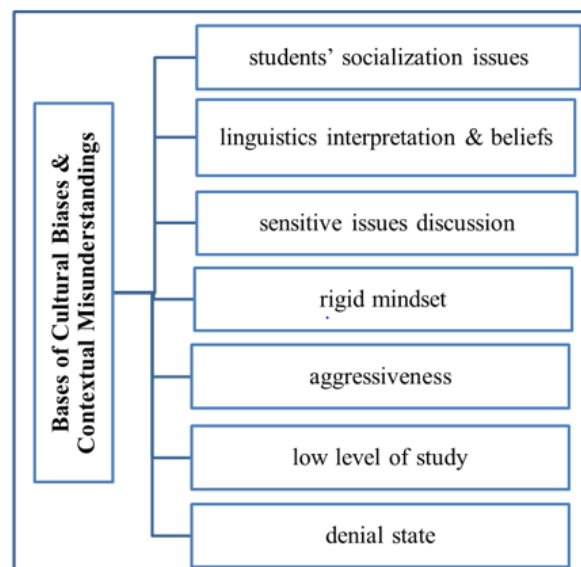 Bases of Cultural Biases &
Contextual Misunderstandings
students’ socialization issues
linguistics interpretation & beliefs
sensitive issues discussion
rigid mindset
aggressiveness
low level of study
denial state